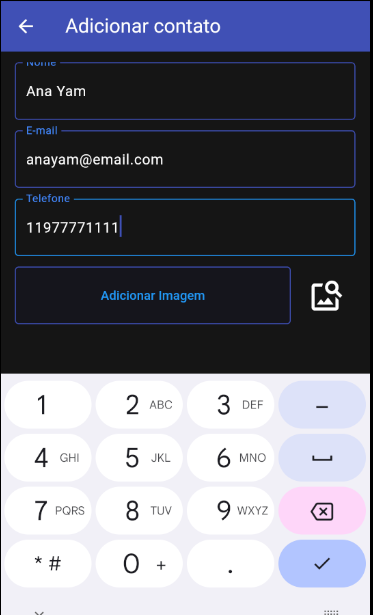 Adicionar contato
Nome
Ana Yam
E-mail
anayam@email.com
Telefone
11977771111
Adicionar Imagem
1 2 ABC 3 DEF –
4 GHI 5 JKL 6 MNO
7 PQRS 8 TUV 9 WXYZ
* # 0 + .